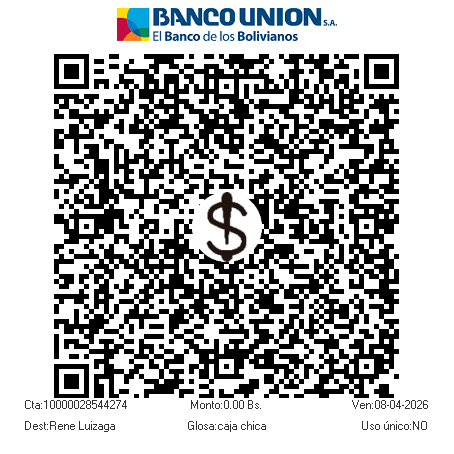 BANCO UNION S.A.
El Banco de los Bolivianos
$
Cta:10000028544274 Monto:0.00 Bs. Ven:08-04-2026
Dest:Rene Luizaga Glosa:caja chica Uso único:NO